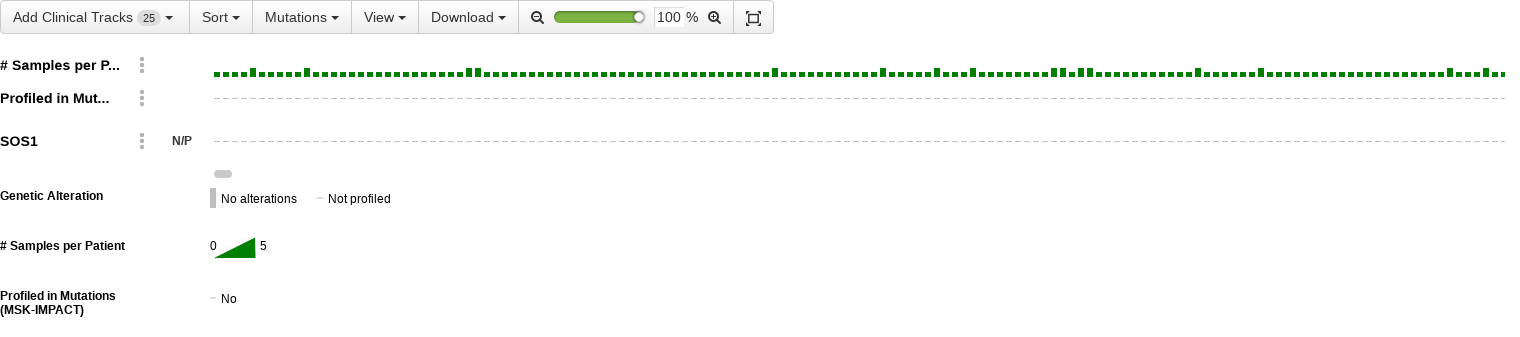 Add Clinical Tracks 25 Sort Mutations View Download 100 %
# Samples per P...
Profiled in Mut...
SOS1 N/P
Genetic Alteration No alterations Not profiled
# Samples per Patient 0 5
Profiled in Mutations
(MSK-IMPACT) No